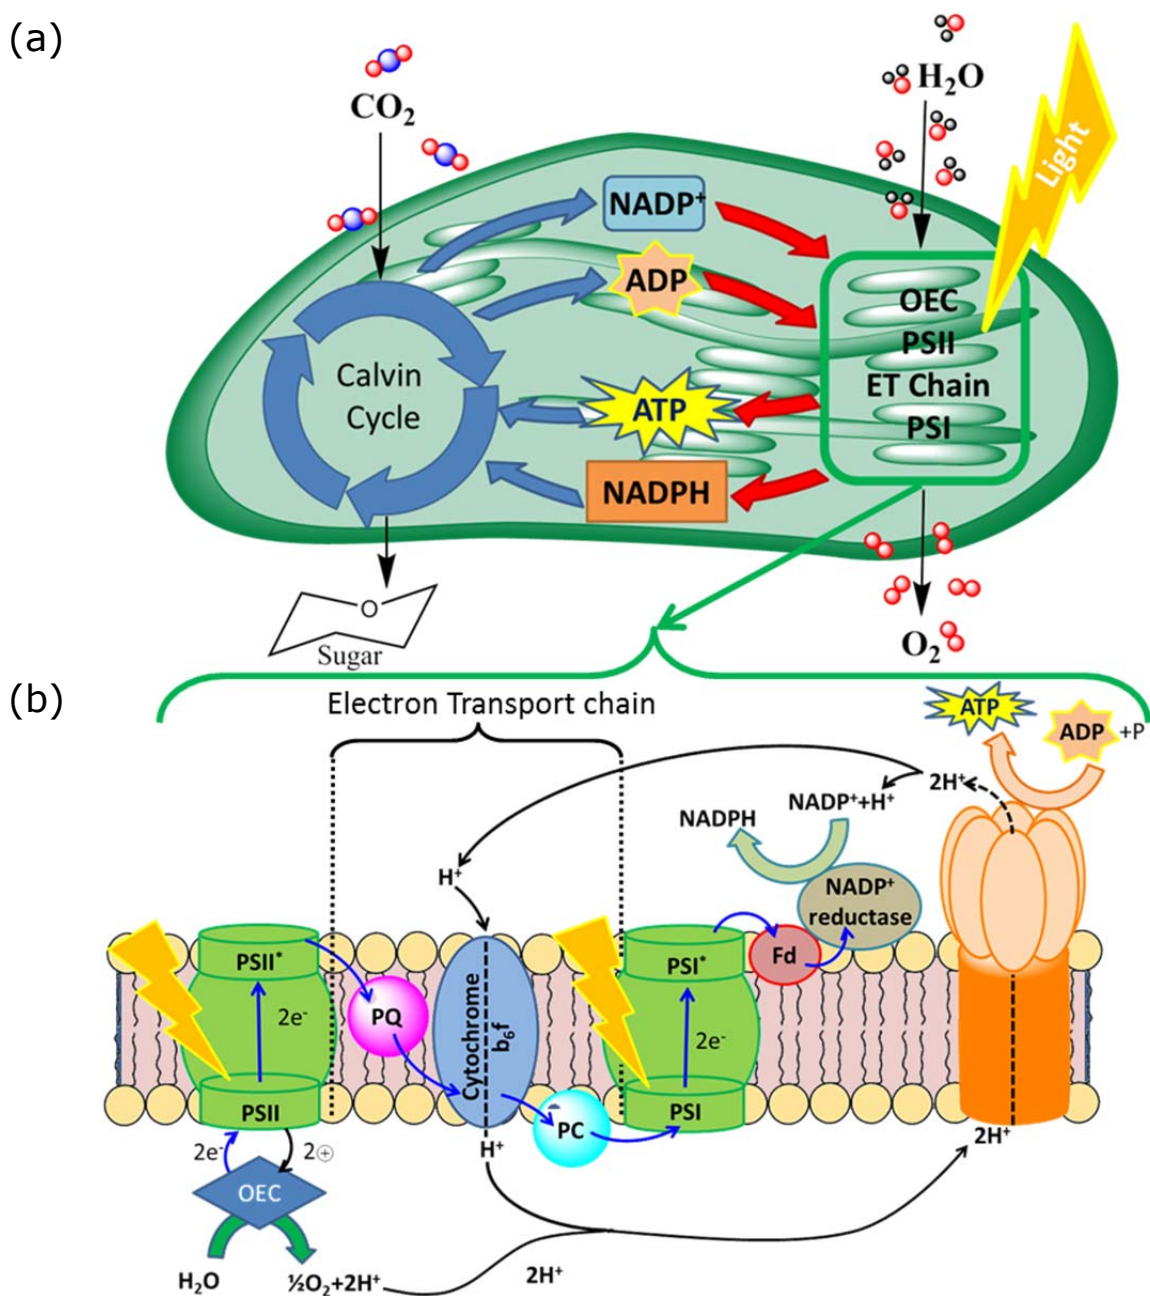 (a)
CO₂
H₂O
Light
NADP⁺
ADP
OEC
PSII
ET Chain
PSI
Calvin
Cycle
ATP
NADPH
O
Sugar
O₂
(b)
Electron Transport chain
ATP
ADP +P
2H⁺
NADP⁺+H⁺
NADPH
H⁺
NADP⁺
reductase
PSII*
PSI*
Fd
PQ
2e⁻
Cytochrome
b₆f
2e⁻
PSII
PSI
PC
2H⁺
2e⁻
2⊕
H⁺
OEC
H₂O
½O₂+2H⁺
2H⁺